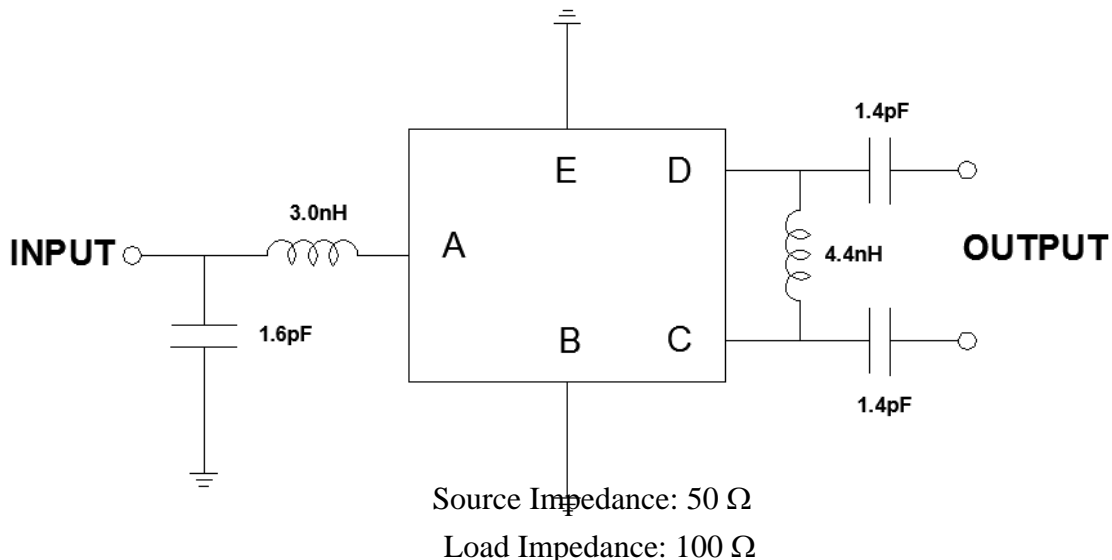 1.4pF
E D
3.0nH
INPUT A 4.4nH OUTPUT
1.6pF
B C
1.4pF
Source Impedance: 50 Ω
Load Impedance: 100 Ω